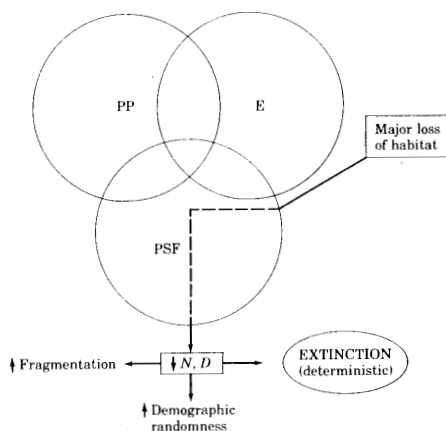 PP
E
Major loss
of habitat
PSF
↑ Fragmentation
↓ N, D
EXTINCTION
(deterministic)
↑ Demographic
randomness